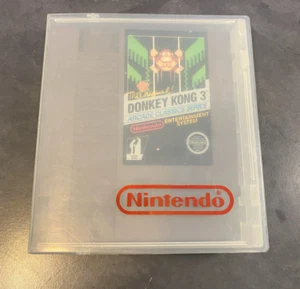 DONKEY KONG 3
ARCADE CLASSICS SERIES
Nintendo
ENTERTAINMENT
SYSTEM
Nintendo